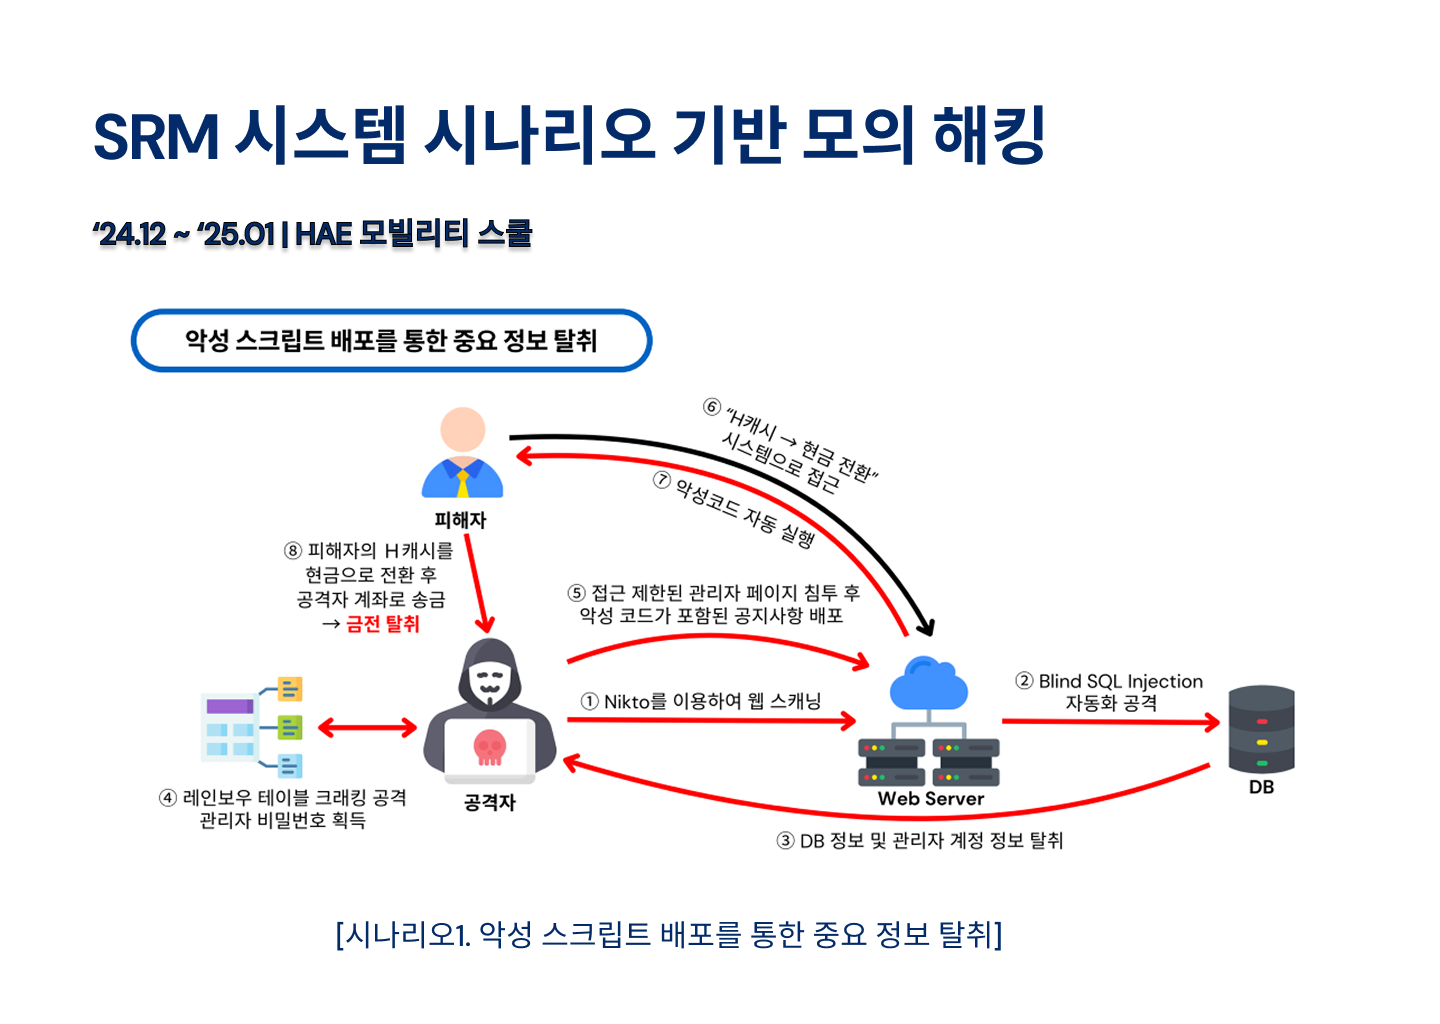 SRM 시스템 시나리오 기반 모의 해킹
‘24.12 ~ ‘25.01 | HAE 모빌리티 스쿨
악성 스크립트 배포를 통한 중요 정보 탈취
⑥ “H캐시 → 현금 전환”
시스템으로 접근
⑦ 악성코드 자동 실행
피해자
⑧ 피해자의 H캐시를
현금으로 전환 후
공격자 계좌로 송금
→ 금전 탈취
⑤ 접근 제한된 관리자 페이지 침투 후
악성 코드가 포함된 공지사항 배포
① Nikto를 이용하여 웹 스캐닝
② Blind SQL Injection
자동화 공격
④ 레인보우 테이블 크래킹 공격
관리자 비밀번호 획득
공격자
Web Server
DB
③ DB 정보 및 관리자 계정 정보 탈취
[시나리오1. 악성 스크립트 배포를 통한 중요 정보 탈취]